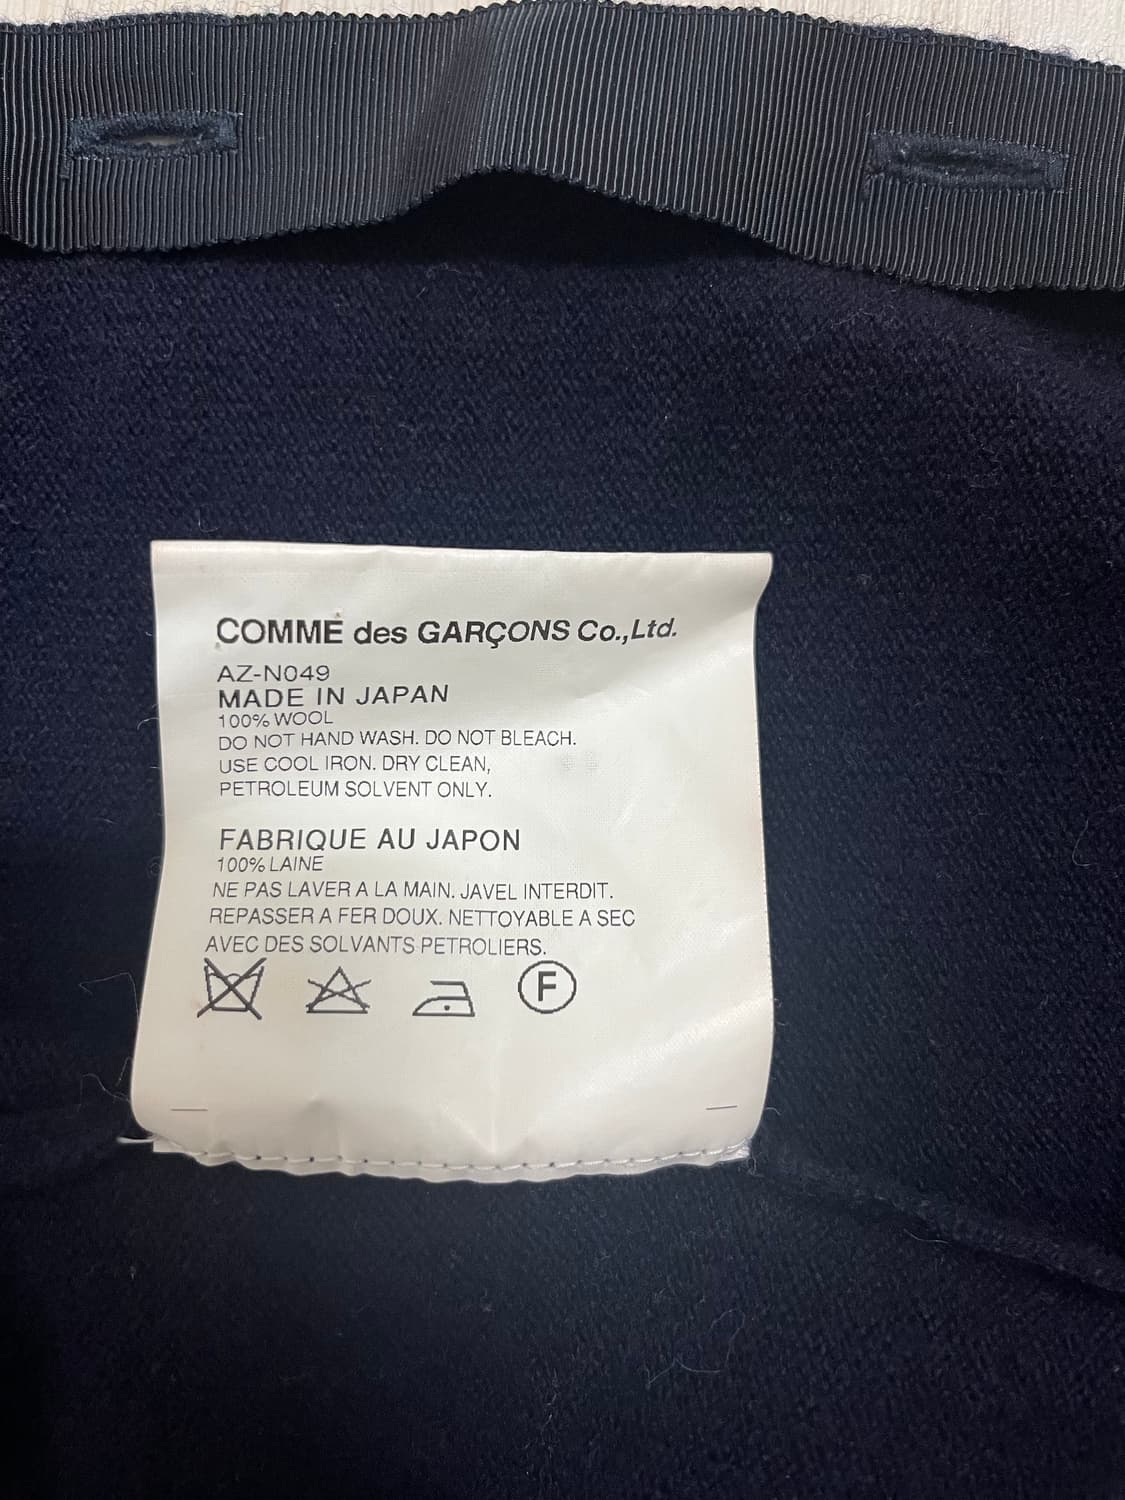 COMME des GARÇONS Co.,Ltd.
AZ-N049
MADE IN JAPAN
100% WOOL
DO NOT HAND WASH. DO NOT BLEACH.
USE COOL IRON. DRY CLEAN,
PETROLEUM SOLVENT ONLY.
FABRIQUE AU JAPON
100% LAINE
NE PAS LAVER A LA MAIN. JAVEL INTERDIT.
REPASSER A FER DOUX. NETTOYABLE A SEC
AVEC DES SOLVANTS PETROLIERS.
F